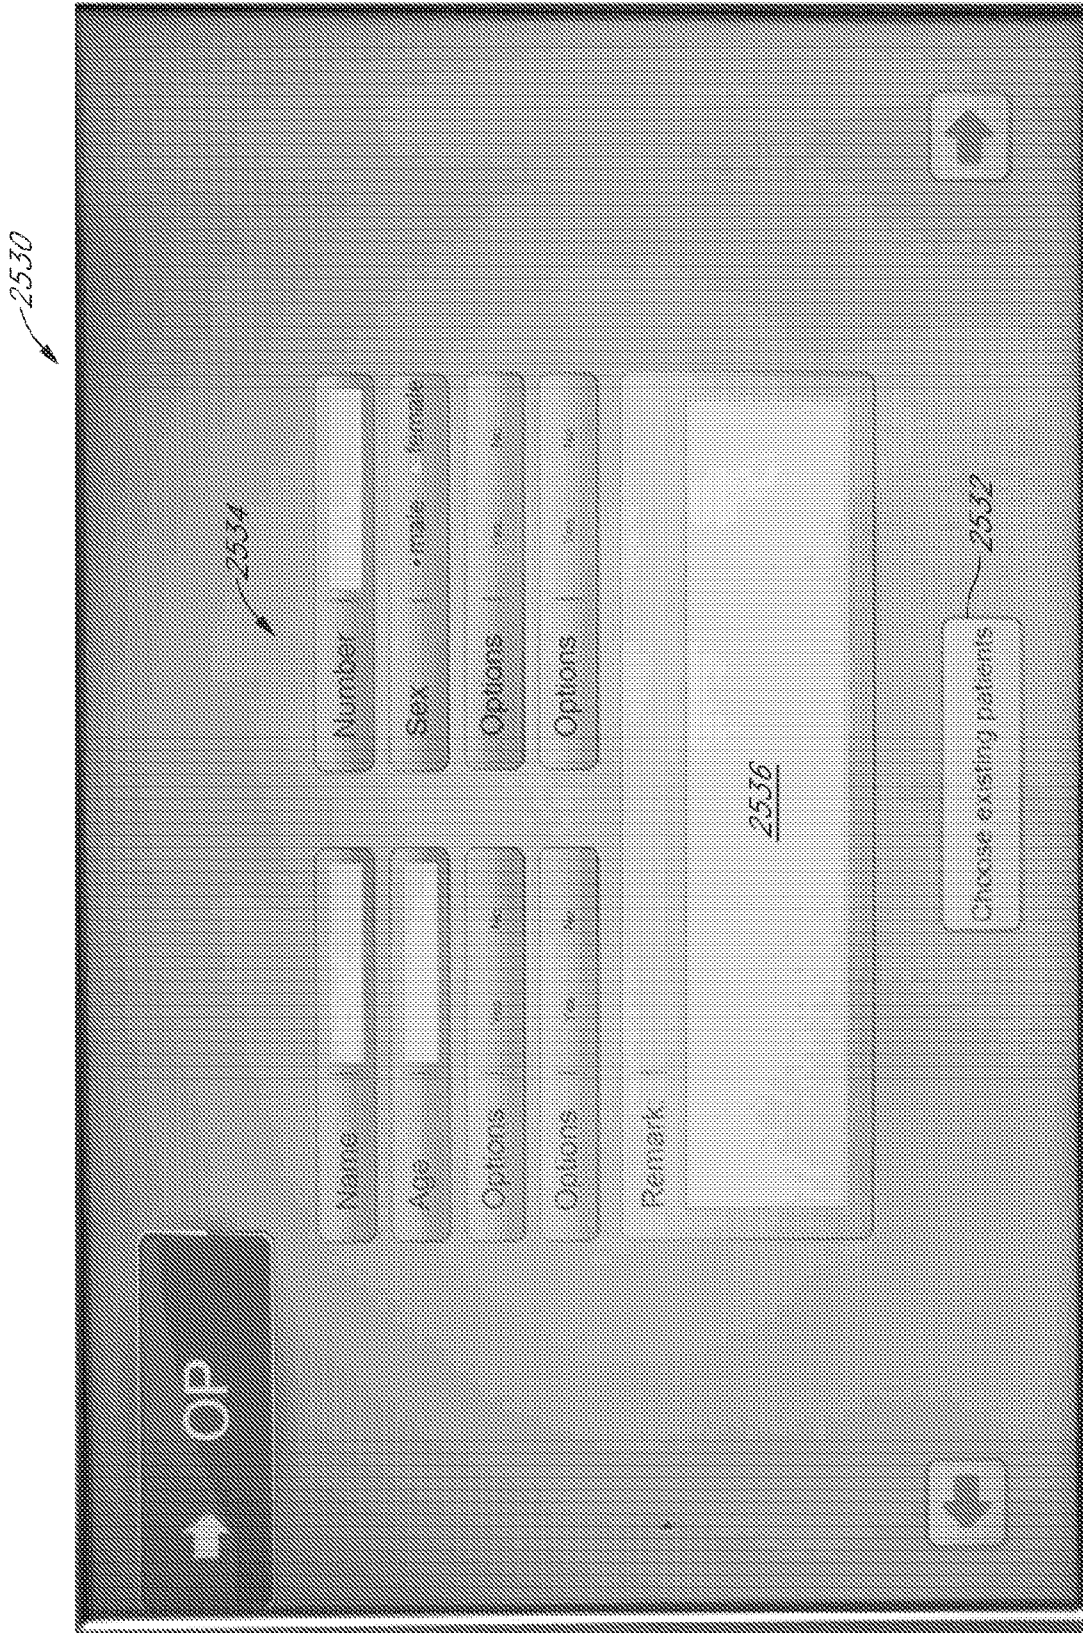 2530
OP
2534
Name
Number
Age
Sex
male
female
Options
Options
Options
Options
Remark:
2536
Choose existing patients
2532